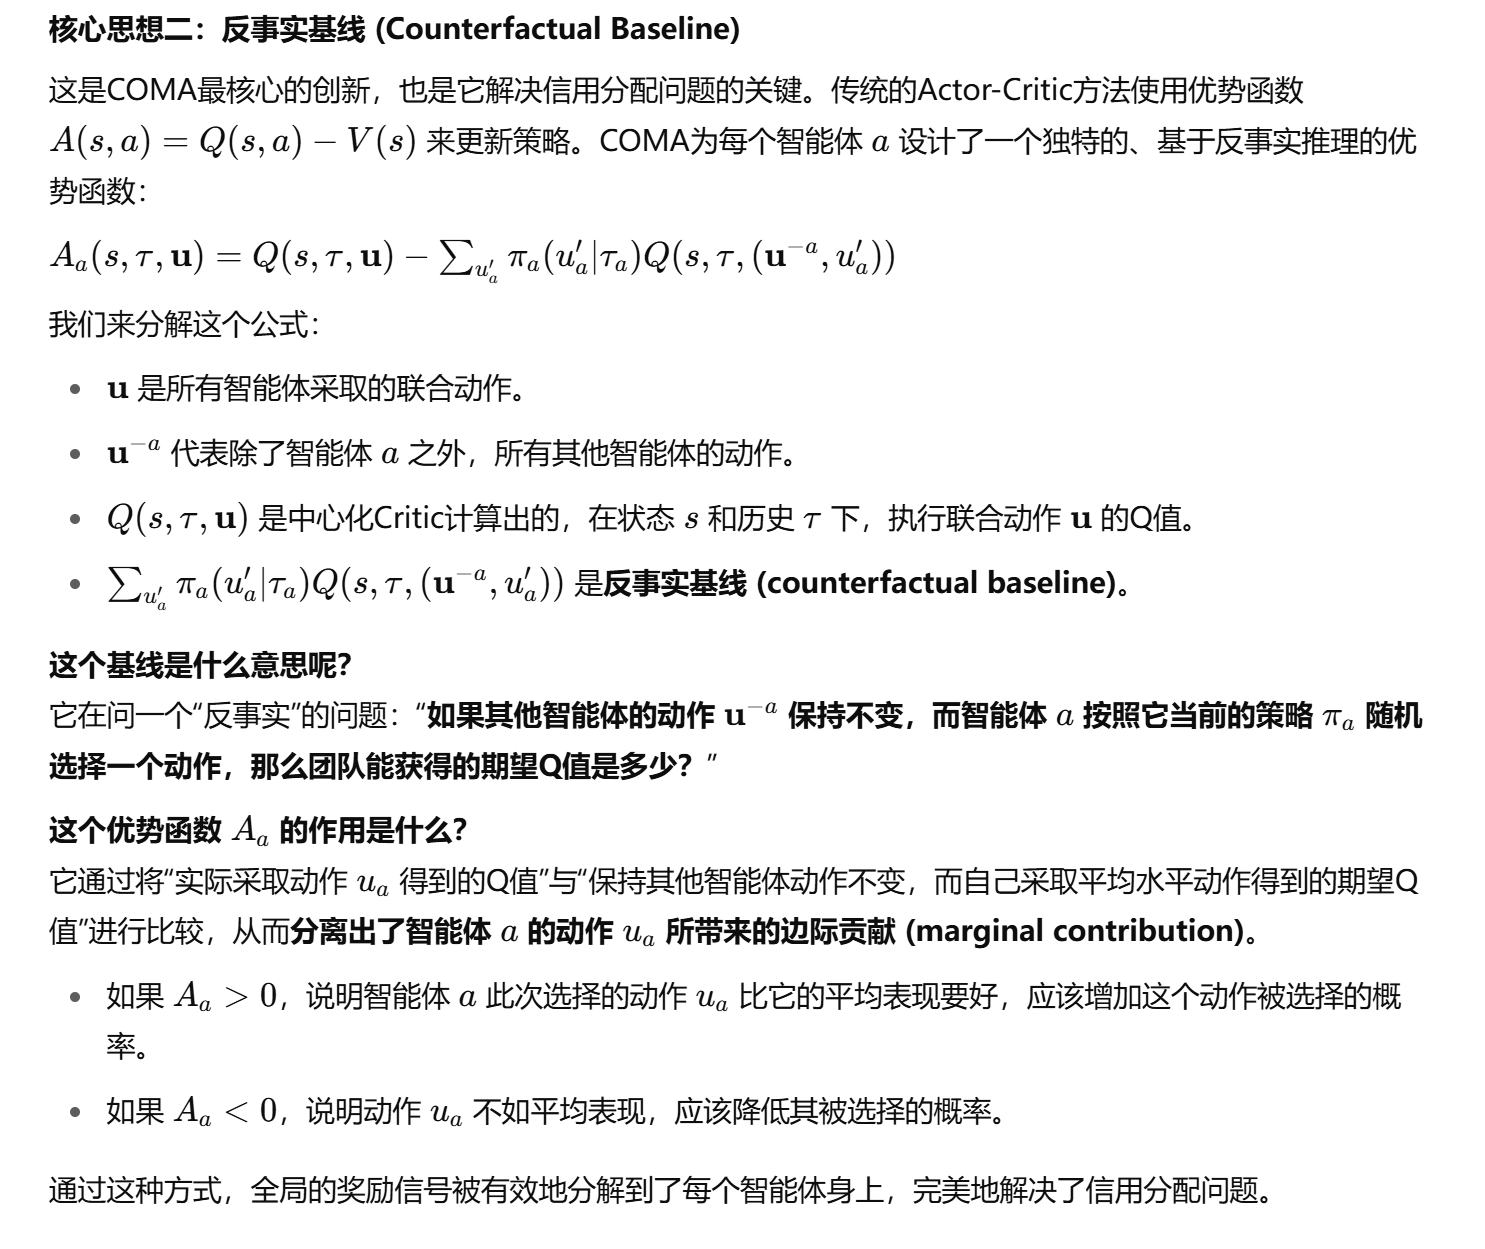 核心思想二：反事实基线 (Counterfactual Baseline)
这是COMA最核心的创新，也是它解决信用分配问题的关键。传统的Actor-Critic方法使用优势函数
A(s, a) = Q(s, a) − V(s) 来更新策略。COMA为每个智能体 a 设计了一个独特的、基于反事实推理的优
势函数：
A_a(s, τ, u) = Q(s, τ, u) − ∑_{u′_a} π_a(u′_a|τ_a)Q(s, τ, (u^{−a}, u′_a))
我们来分解这个公式：
• u 是所有智能体采取的联合动作。
• u^{−a} 代表除了智能体 a 之外，所有其他智能体的动作。
• Q(s, τ, u) 是中心化Critic计算出的，在状态 s 和历史 τ 下，执行联合动作 u 的Q值。
• ∑_{u′_a} π_a(u′_a|τ_a)Q(s, τ, (u^{−a}, u′_a)) 是反事实基线 (counterfactual baseline)。
这个基线是什么意思呢？
它在问一个“反事实”的问题：“如果其他智能体的动作 u^{−a} 保持不变，而智能体 a 按照它当前的策略 π_a 随机
选择一个动作，那么团队能获得的期望Q值是多少？”
这个优势函数 A_a 的作用是什么？
它通过将“实际采取动作 u_a 得到的Q值”与“保持其他智能体动作不变，而自己采取平均水平动作得到的期望Q
值”进行比较，从而分离出了智能体 a 的动作 u_a 所带来的边际贡献 (marginal contribution)。
• 如果 A_a > 0，说明智能体 a 此次选择的动作 u_a 比它的平均表现要好，应该增加这个动作被选择的概
率。
• 如果 A_a < 0，说明动作 u_a 不如平均表现，应该降低其被选择的概率。
通过这种方式，全局的奖励信号被有效地分解到了每个智能体身上，完美地解决了信用分配问题。